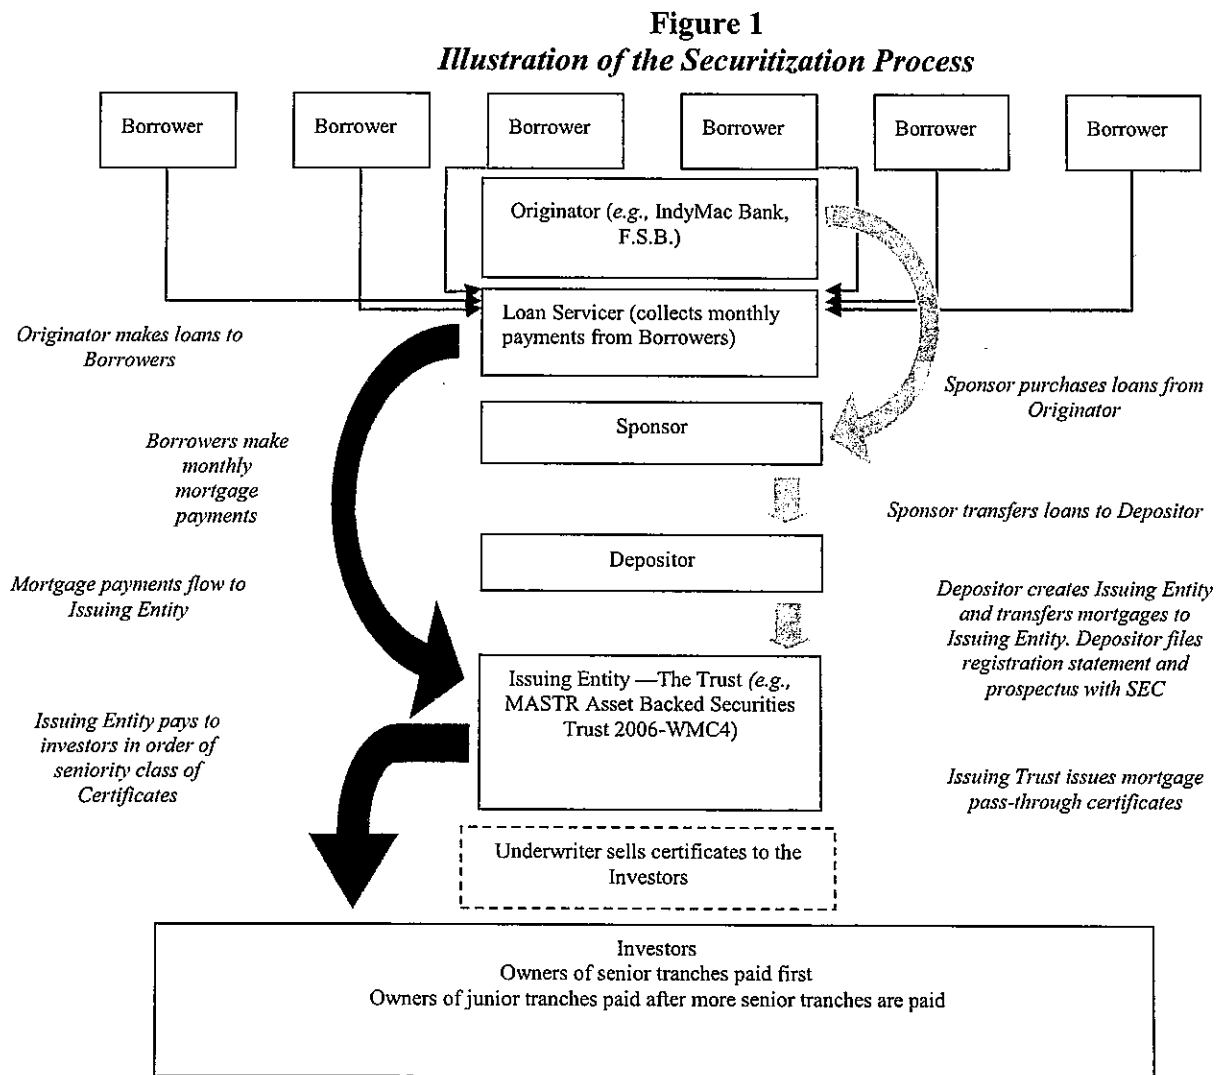 Figure 1
Illustration of the Securitization Process
Borrower
Borrower
Borrower
Borrower
Borrower
Borrower
Originator (e.g., IndyMac Bank,
F.S.B.)
Loan Servicer (collects monthly
payments from Borrowers)
Originator makes loans to
Borrowers
Sponsor purchases loans from
Originator
Sponsor
Borrowers make
monthly
mortgage
payments
Sponsor transfers loans to Depositor
Depositor
Mortgage payments flow to
Issuing Entity
Depositor creates Issuing Entity
and transfers mortgages to
Issuing Entity. Depositor files
registration statement and
prospectus with SEC
Issuing Entity —The Trust (e.g.,
MASTR Asset Backed Securities
Trust 2006-WMC4)
Issuing Entity pays to
investors in order of
seniority class of
Certificates
Issuing Trust issues mortgage
pass-through certificates
Underwriter sells certificates to the
Investors
Investors
Owners of senior tranches paid first
Owners of junior tranches paid after more senior tranches are paid